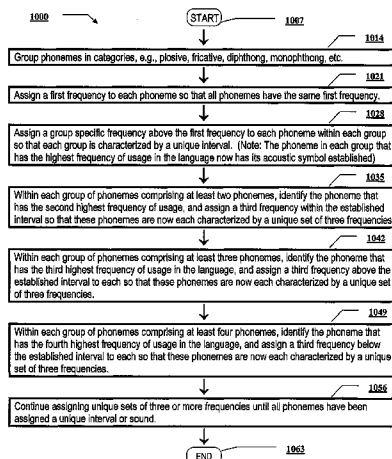 1000
START
1007
1014
Group phonemes in categories, e.g., plosive, fricative, diphthong, monophthong, etc.
1021
Assign a first frequency to each phoneme so that all phonemes have the same first frequency.
1028
Assign a group specific frequency above the first frequency to each phoneme within each group
so that each group is characterized by a unique interval. (Note: The phoneme in each group that
has the highest frequency of usage in the language now has its acoustic symbol established)
1035
Within each group of phonemes comprising at least two phonemes, identify the phoneme that
has the second highest frequency of usage, and assign a third frequency within the established
interval so that these phonemes are now each characterized by a unique set of three frequencies
1042
Within each group of phonemes comprising at least three phonemes, identify the phoneme that
has the third highest frequency of usage in the language, and assign a third frequency above the
established interval to each so that these phonemes are now each characterized by a unique set
of three frequencies.
1049
Within each group of phonemes comprising at least four phonemes, identify the phoneme that
has the fourth highest frequency of usage in the language, and assign a third frequency below
the established interval to each so that these phonemes are now each characterized by a unique
set of three frequencies.
1056
Continue assigning unique sets of three or more frequencies until all phonemes have been
assigned a unique interval or sound.
END
1063